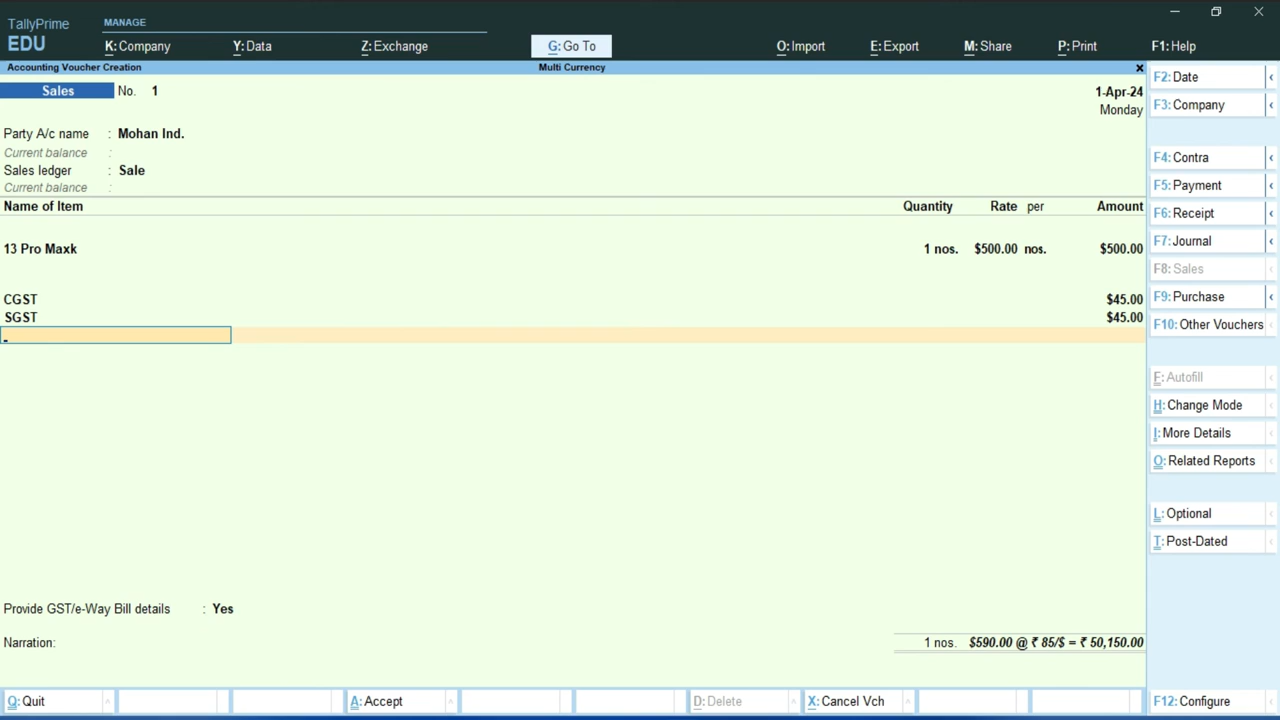 TallyPrime
EDU
MANAGE
K: Company
Y: Data
Z: Exchange
G: Go To
O: Import
E: Export
M: Share
P: Print
F1: Help
Accounting Voucher Creation
Multi Currency
Sales No. 1
1-Apr-24
Monday
Party A/c name : Mohan Ind.
Current balance :
Sales ledger : Sale
Current balance :
Name of Item Quantity Rate per Amount
13 Pro Maxk 1 nos. $500.00 nos. $500.00
CGST $45.00
SGST $45.00
Provide GST/e-Way Bill details : Yes
Narration: 1 nos. $590.00 @ ₹ 85/$ = ₹ 50,150.00
F2: Date
F3: Company
F4: Contra
F5: Payment
F6: Receipt
F7: Journal
F8: Sales
F9: Purchase
F10: Other Vouchers
F: Autofill
H: Change Mode
I: More Details
O: Related Reports
L: Optional
T: Post-Dated
Q: Quit
A: Accept
D: Delete
X: Cancel Vch
F12: Configure